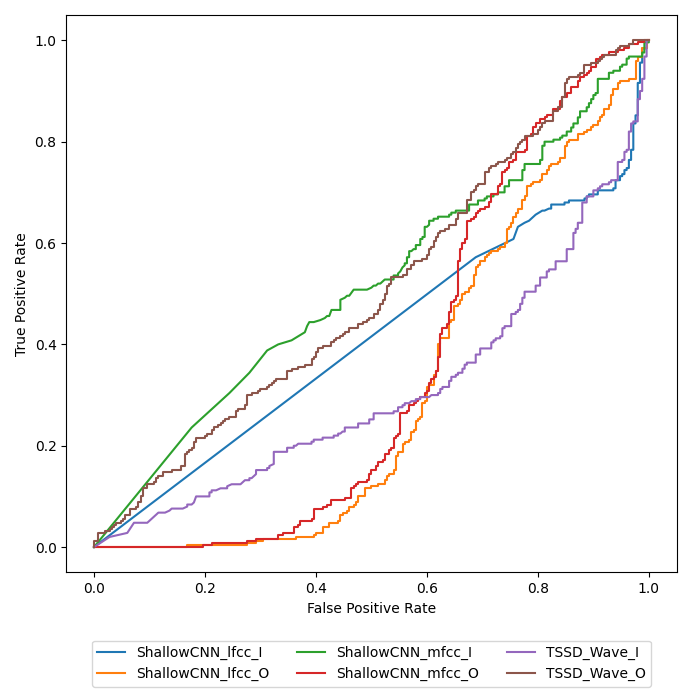 1.0
0.8
0.6
0.4
0.2
0.0
True Positive Rate
0.0 0.2 0.4 0.6 0.8 1.0
False Positive Rate
ShallowCNN_lfcc_I ShallowCNN_mfcc_I TSSD_Wave_I
ShallowCNN_lfcc_O ShallowCNN_mfcc_O TSSD_Wave_O